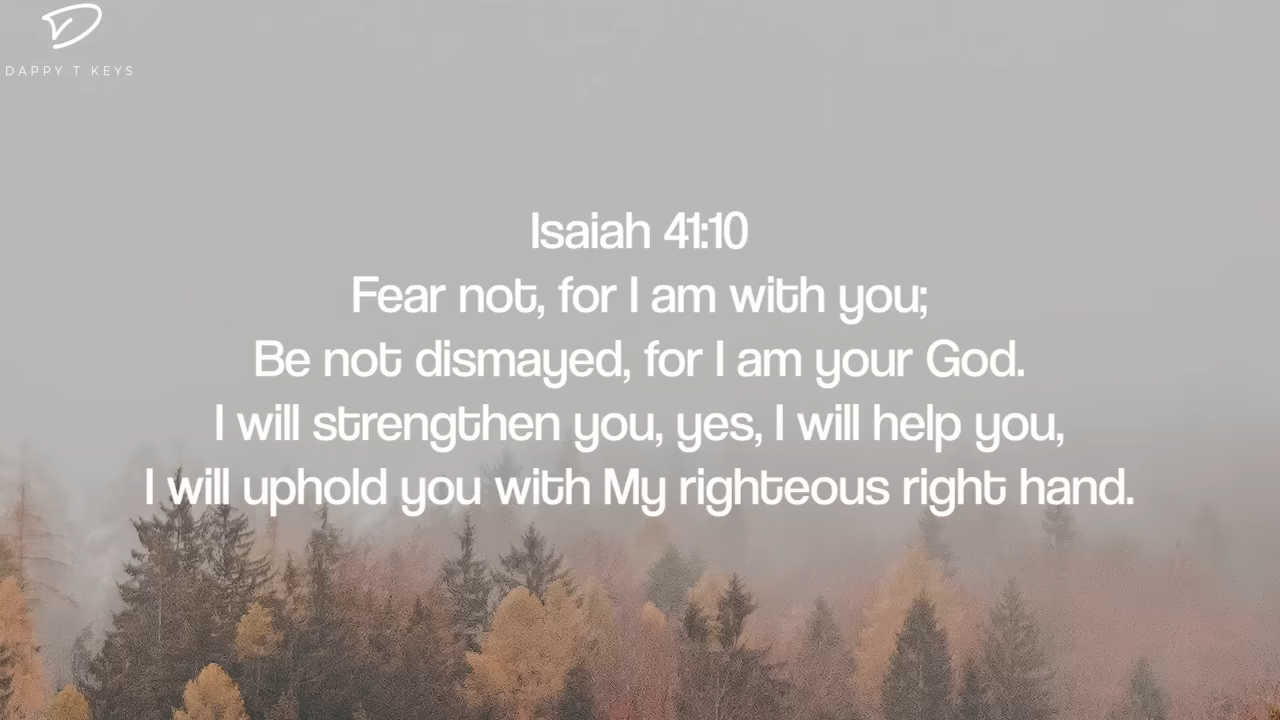 DAPPY T KEYS
Isaiah 41:10
Fear not, for I am with you;
Be not dismayed, for I am your God.
I will strengthen you, yes, I will help you,
I will uphold you with My righteous right hand.